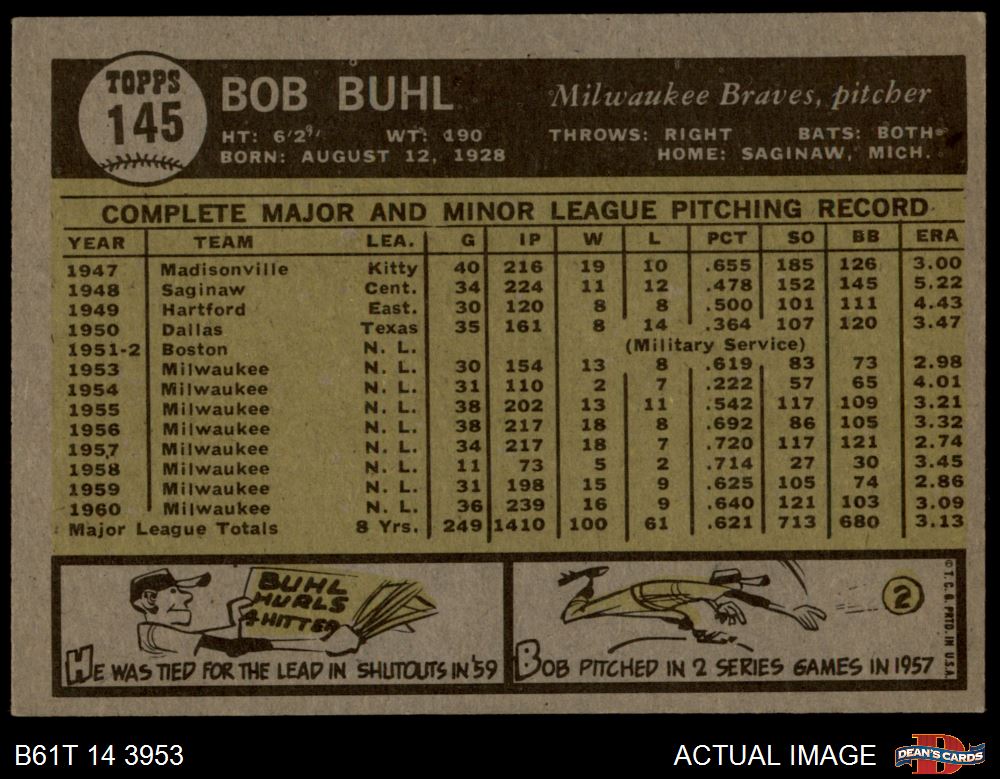 TOPPS
145
BOB BUHL
Milwaukee Braves, pitcher
HT: 6'2" WT: 190 THROWS: RIGHT BATS: BOTH
BORN: AUGUST 12, 1928 HOME: SAGINAW, MICH.
COMPLETE MAJOR AND MINOR LEAGUE PITCHING RECORD
YEAR TEAM LEA. G IP W L PCT SO BB ERA
1947 Madisonville Kitty 40 216 19 10 .655 185 126 3.00
1948 Saginaw Cent. 34 224 11 12 .478 152 145 5.22
1949 Hartford East. 30 120 8 8 .500 101 111 4.43
1950 Dallas Texas 35 161 8 14 .364 107 120 3.47
1951-2 Boston N. L. (Military Service)
1953 Milwaukee N. L. 30 154 13 8 .619 83 73 2.98
1954 Milwaukee N. L. 31 110 2 7 .222 57 65 4.01
1955 Milwaukee N. L. 38 202 13 11 .542 117 109 3.21
1956 Milwaukee N. L. 38 217 18 8 .692 86 105 3.32
1957 Milwaukee N. L. 34 217 18 7 .720 117 121 2.74
1958 Milwaukee N. L. 11 73 5 2 .714 27 30 3.45
1959 Milwaukee N. L. 31 198 15 9 .625 105 74 2.86
1960 Milwaukee N. L. 36 239 16 9 .640 121 103 3.09
Major League Totals 8 Yrs. 249 1410 100 61 .621 713 680 3.13
BUHL
HURLS
4 HITTER
HE WAS TIED FOR THE LEAD IN SHUTOUTS IN '59
2
BOB PITCHED IN 2 SERIES GAMES IN 1957
© T. C. G. PRTD. IN U.S.A.
B61T 14 3953
ACTUAL IMAGE
DEAN'S CARDS